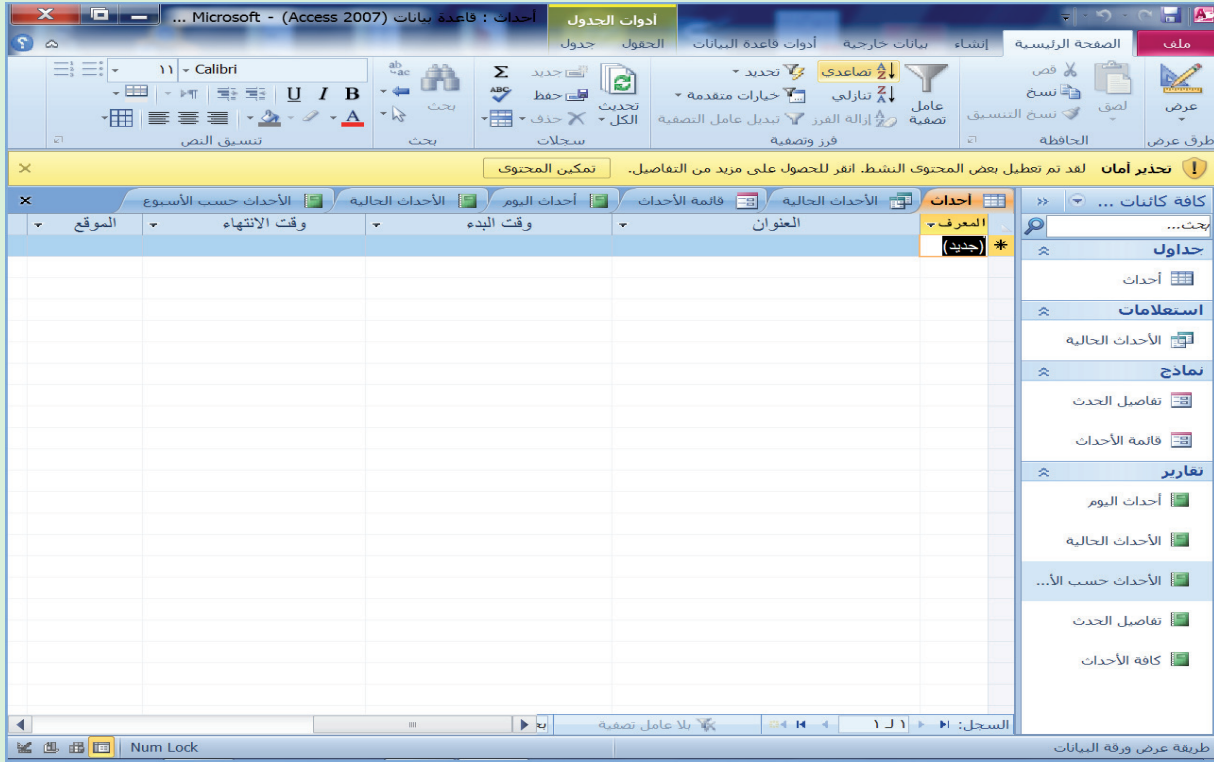 أحداث : قاعدة بيانات (Access 2007) - Microsoft ...
أدوات الجدول
ملف
الصفحة الرئيسية
إنشاء
بيانات خارجية
أدوات قاعدة البيانات
الحقول
جدول
عرض
طرق عرض
لصق
قص
نسخ
نسخ التنسيق
الحافظة
عامل تصفية
تصاعدي
تنازلي
إزالة الفرز
تحديد
خيارات متقدمة
تبديل عامل التصفية
فرز وتصفية
تحديث الكل
جديد
حفظ
حذف
سجلات
بحث
بحث
Calibri
١١
B I U
A
تنسيق النص
تحذير أمان لقد تم تعطيل بعض المحتوى النشط. انقر للحصول على مزيد من التفاصيل.
تمكين المحتوى
كافة كائنات ...
بحث...
جداول
أحداث
استعلامات
الأحداث الحالية
نماذج
تفاصيل الحدث
قائمة الأحداث
تقارير
أحداث اليوم
الأحداث الحالية
الأحداث حسب الأ...
تفاصيل الحدث
كافة الأحداث
أحداث
الأحداث الحالية
قائمة الأحداث
أحداث اليوم
الأحداث الحالية
الأحداث حسب الأسبوع
المعرف
العنوان
وقت البدء
وقت الانتهاء
الموقع
(جديد)
السجل:
١ لـ ١
بلا عامل تصفية
طريقة عرض ورقة البيانات
Num Lock